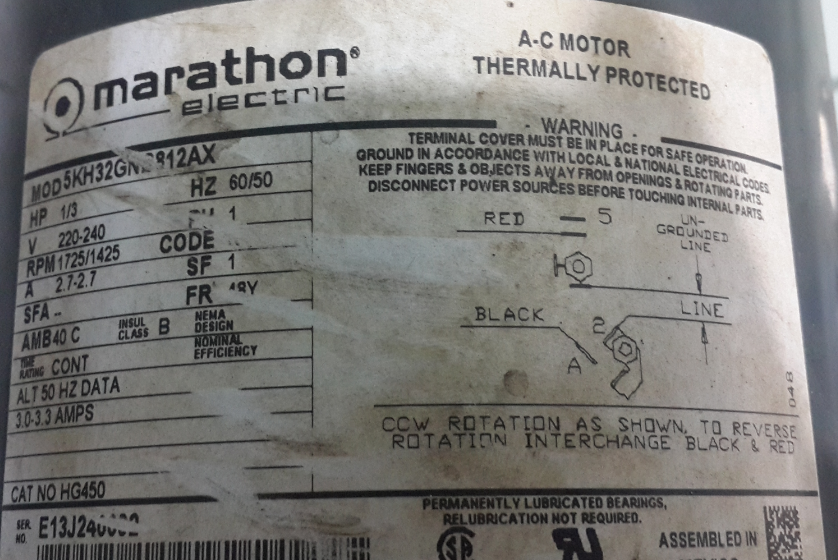 marathon®
electric
A-C MOTOR
THERMALLY PROTECTED
MOD 812AX
HP 1/3 HZ 60/50
V 220-240 1
RPM 1725/1425 CODE
A 2.7-2.7 SF 1
SFA -- FR
AMB 40 C INSUL CLASS B NEMA DESIGN
TIME RATING CONT NOMINAL EFFICIENCY
ALT 50 HZ DATA
3.0-3.3 AMPS
CAT NO HG450
SER. NO.
- WARNING -
TERMINAL COVER MUST BE IN PLACE FOR SAFE OPERATION.
GROUND IN ACCORDANCE WITH LOCAL & NATIONAL ELECTRICAL CODES.
KEEP FINGERS & OBJECTS AWAY FROM OPENINGS & ROTATING PARTS.
DISCONNECT POWER SOURCES BEFORE TOUCHING INTERNAL PARTS.
RED 5 UN-
GROUNDED
LINE
BLACK 2 LINE
A
048
CCW ROTATION AS SHOWN, TO REVERSE
ROTATION INTERCHANGE BLACK & RED
PERMANENTLY LUBRICATED BEARINGS,
RELUBRICATION NOT REQUIRED.
ASSEMBLED IN